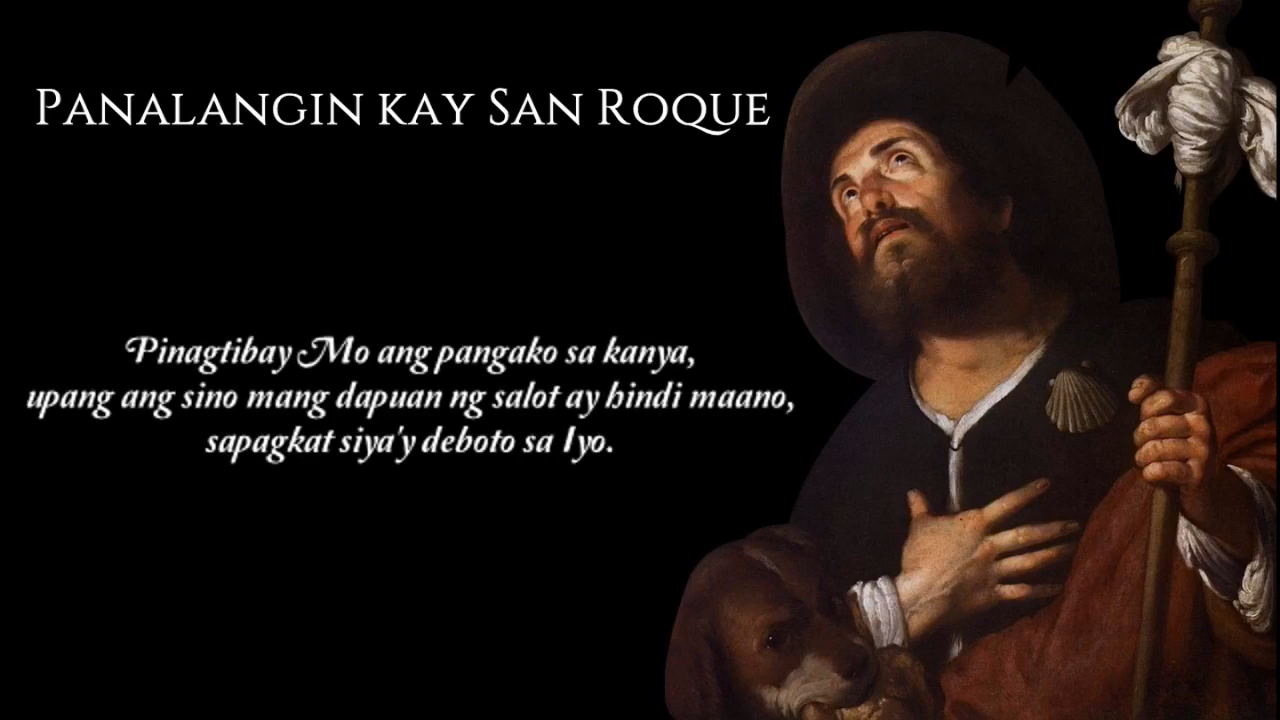 Panalangin kay San Roque
Pinagtibay Mo ang pangako sa kanya,
upang ang sino mang dapuan ng salot ay hindi maano,
sapagkat siya'y deboto sa Iyo.